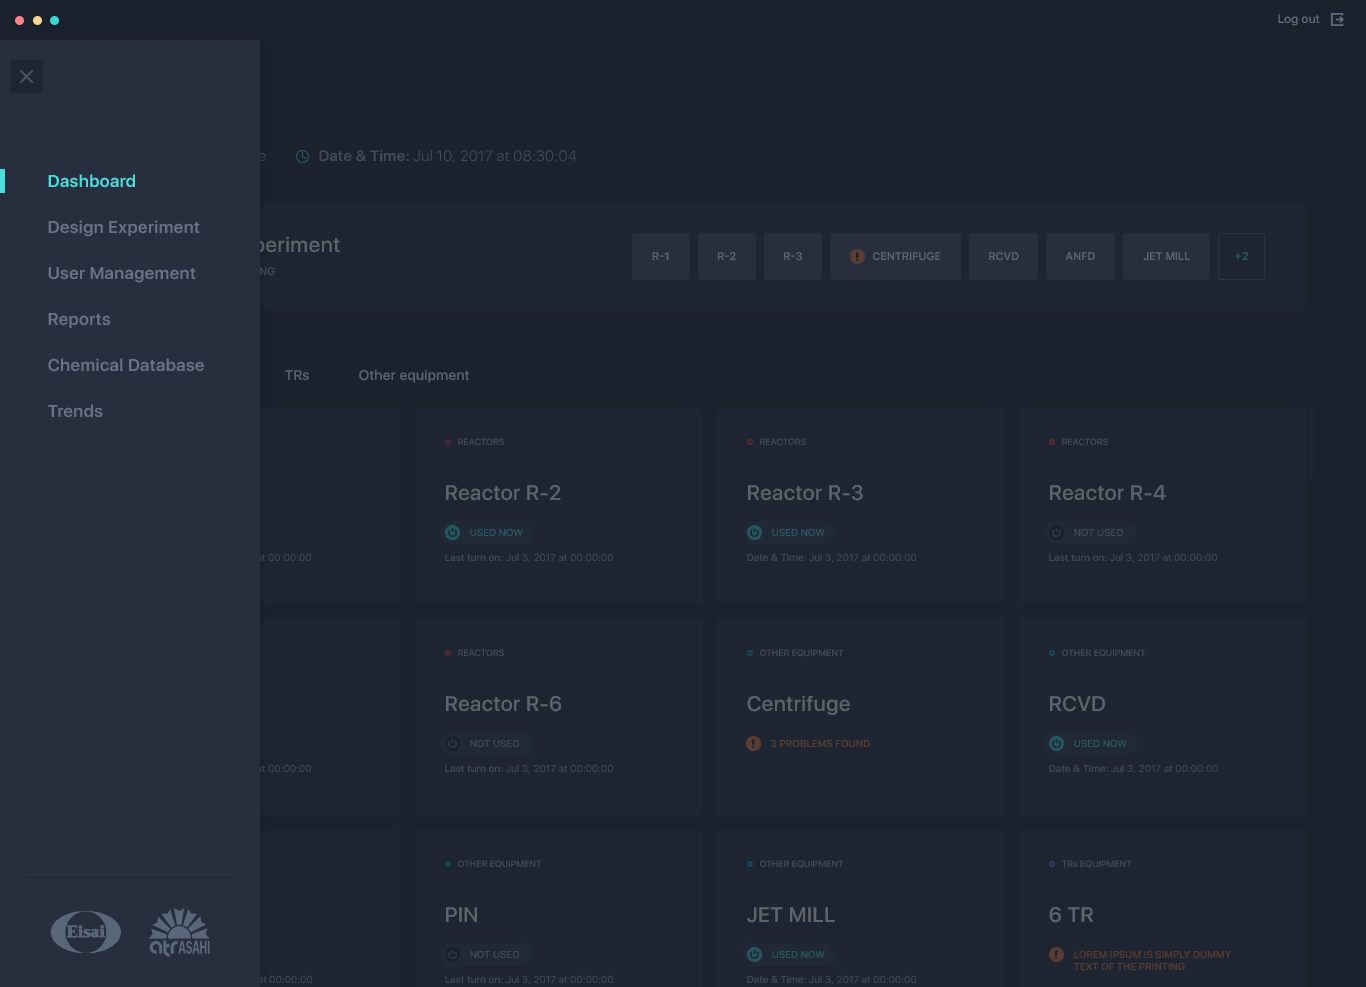 Log out
e
Date & Time: Jul 10, 2017 at 08:30:04
Dashboard
Design Experiment
User Management
Reports
Chemical Database
Trends
periment
NG
R-1
R-2
R-3
CENTRIFUGE
RCVD
ANFD
JET MILL
+2
TRs
Other equipment
at 00:00:00
REACTORS
Reactor R-2
USED NOW
Last turn on: Jul 3, 2017 at 00:00:00
REACTORS
Reactor R-3
USED NOW
Date & Time: Jul 3, 2017 at 00:00:00
REACTORS
Reactor R-4
NOT USED
Last turn on: Jul 3, 2017 at 00:00:00
at 00:00:00
REACTORS
Reactor R-6
NOT USED
Last turn on: Jul 3, 2017 at 00:00:00
OTHER EQUIPMENT
Centrifuge
3 PROBLEMS FOUND
OTHER EQUIPMENT
RCVD
USED NOW
Date & Time: Jul 3, 2017 at 00:00:00
at 00:00:00
OTHER EQUIPMENT
PIN
NOT USED
Last turn on: Jul 3, 2017 at 00:00:00
OTHER EQUIPMENT
JET MILL
USED NOW
Date & Time: Jul 3, 2017 at 00:00:00
TRs EQUIPMENT
6 TR
LOREM IPSUM IS SIMPLY DUMMY
TEXT OF THE PRINTING
Eisai
atrASAHI